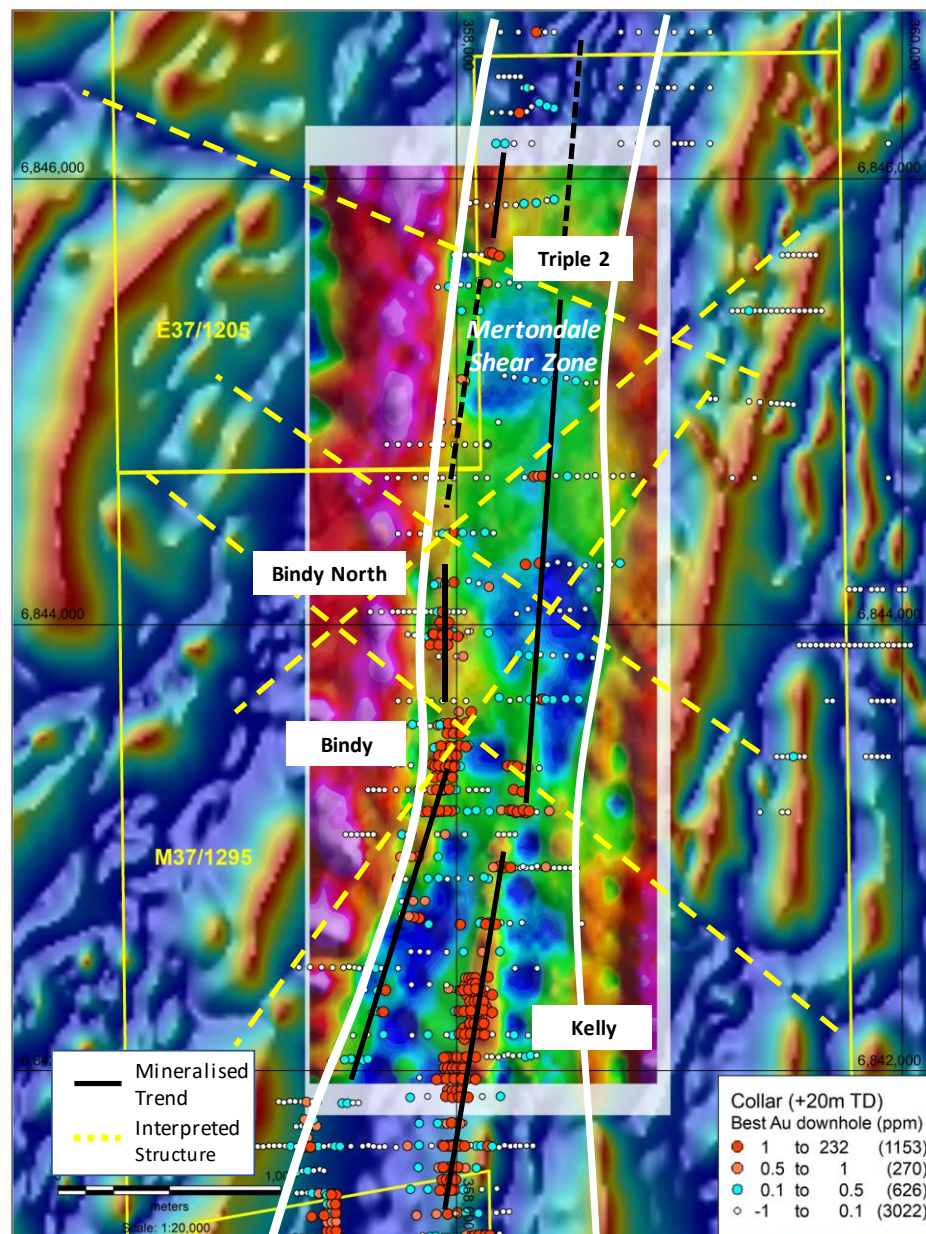 358,000
360,000
6,846,000
6,846,000
Triple 2
Mertondale
Shear Zone
E37/1205
Bindy North
6,844,000
6,844,000
Bindy
M37/1295
Kelly
6,842,000
Mineralised
Trend
Interpreted
Structure
0
meters
Scale: 1:20,000
Collar (+20m TD)
Best Au downhole (ppm)
1 to 232 (1153)
0.5 to 1 (270)
0.1 to 0.5 (626)
-1 to 0.1 (3022)